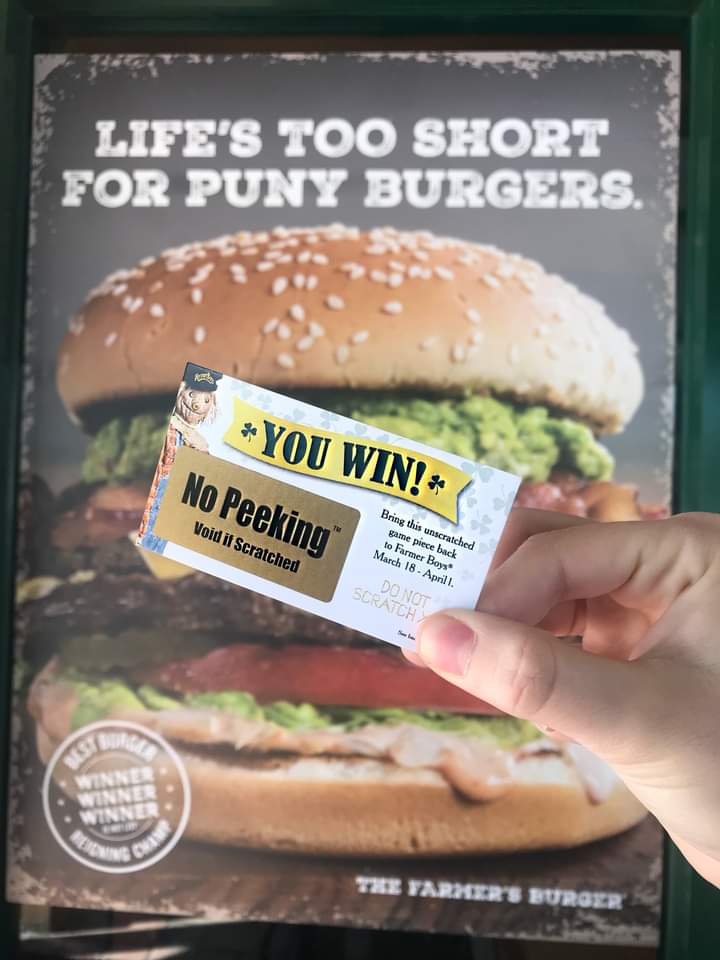 LIFE'S TOO SHORT
FOR PUNY BURGERS.
YOU WIN!
No Peeking™
Void if Scratched
Bring this unscratched
game piece back
to Farmer Boys®
March 18 - April 1.
DO NOT
SCRATCH
See
BEST BURGER
WINNER
WINNER
WINNER
REIGNING CHAMP
THE FARMER'S BURGER